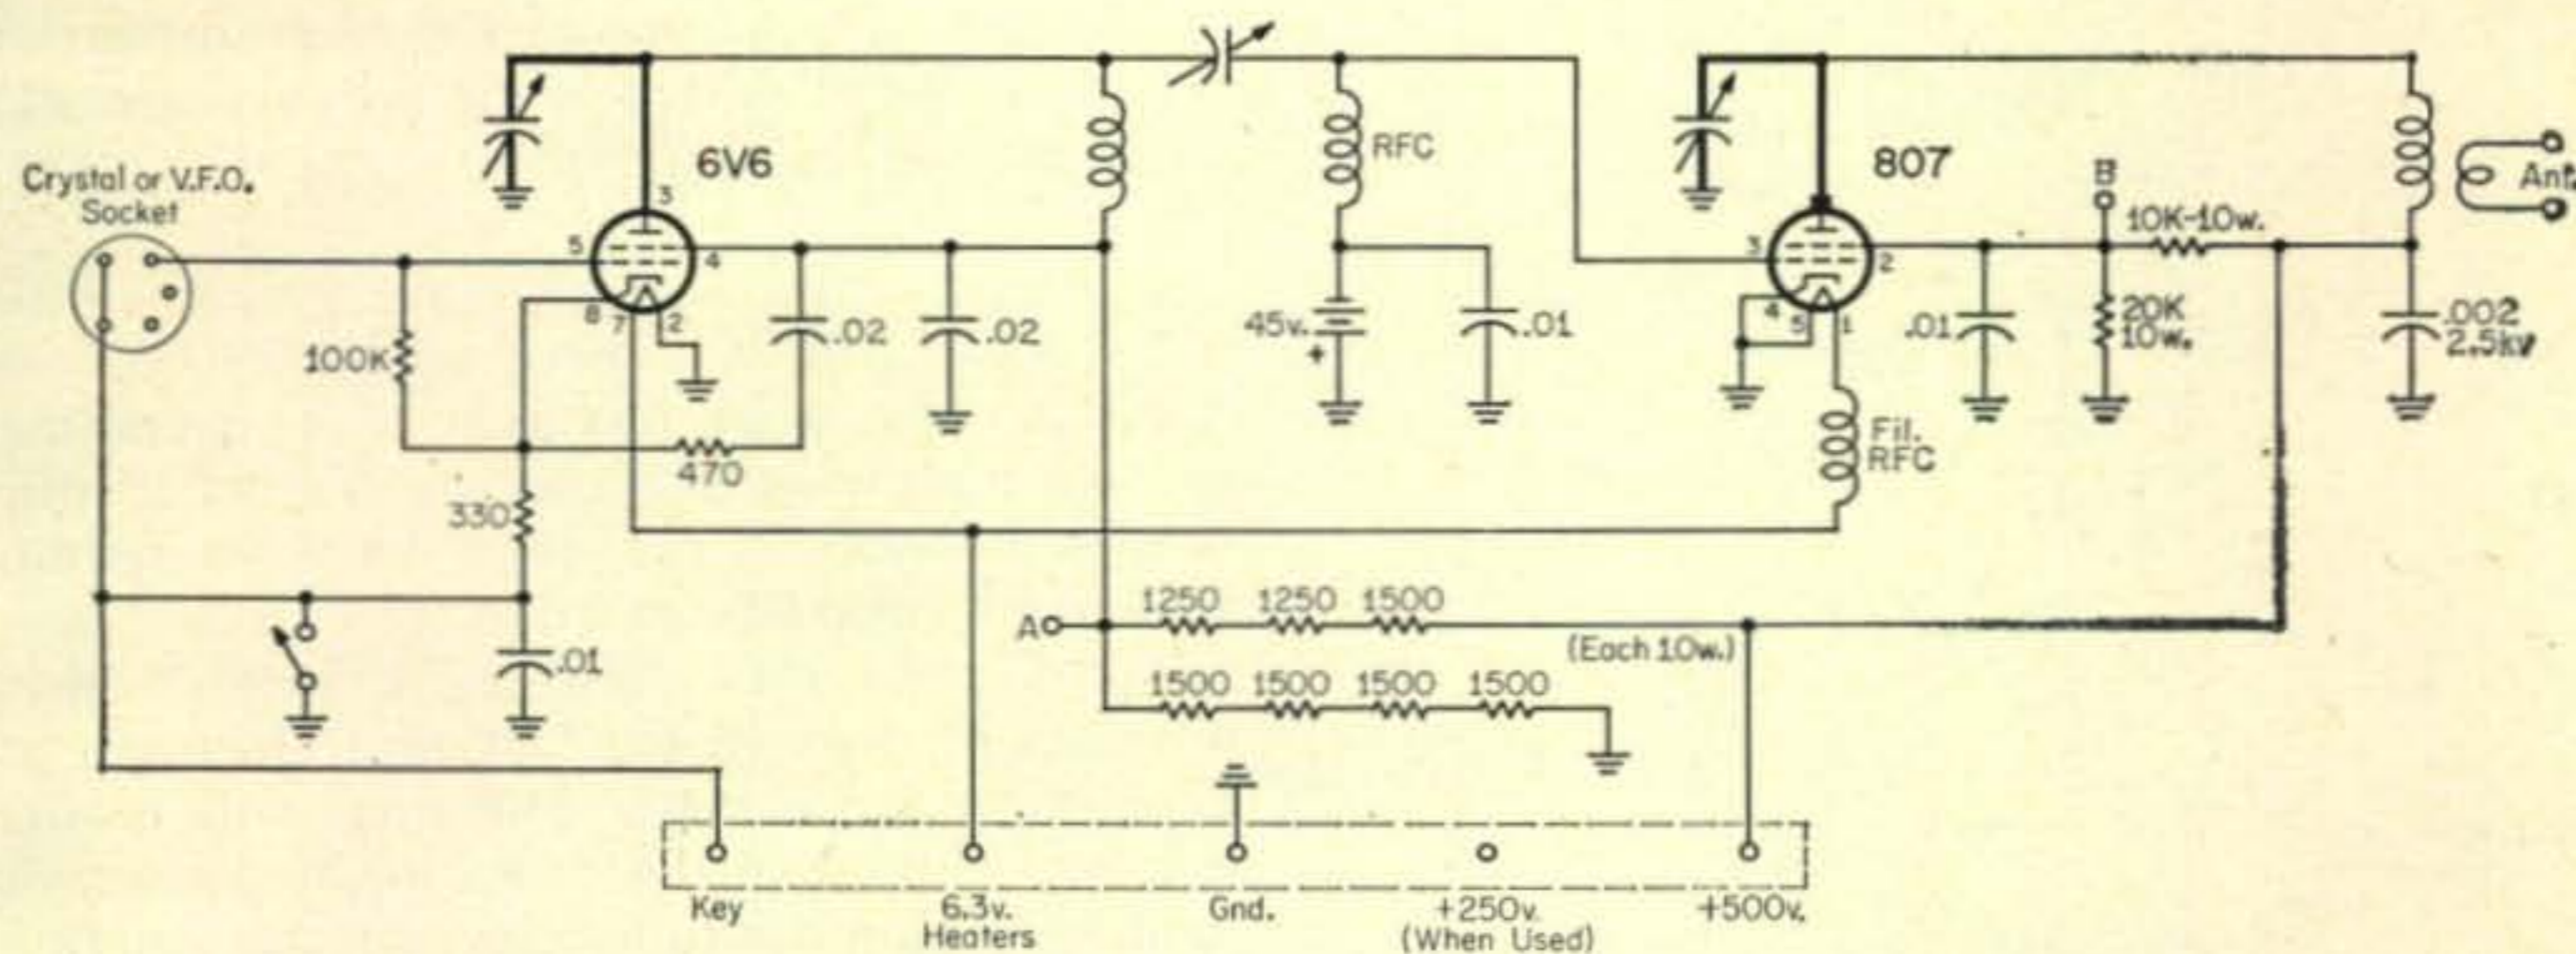 Crystal or V.F.O.
Socket
6V6
3
5
4
8
7
2
100K
330
470
.02
.02
.01
RFC
45v.
+
.01
807
3
2
4
5
1
Fil.
RFC
B
10K-10w.
.01
20K
10w.
Ant.
.002
2.5kv
A
1250 1250 1500
(Each 10w.)
1500 1500 1500 1500
Key
6.3v.
Heaters
Gnd.
+250v.
(When Used)
+500v.